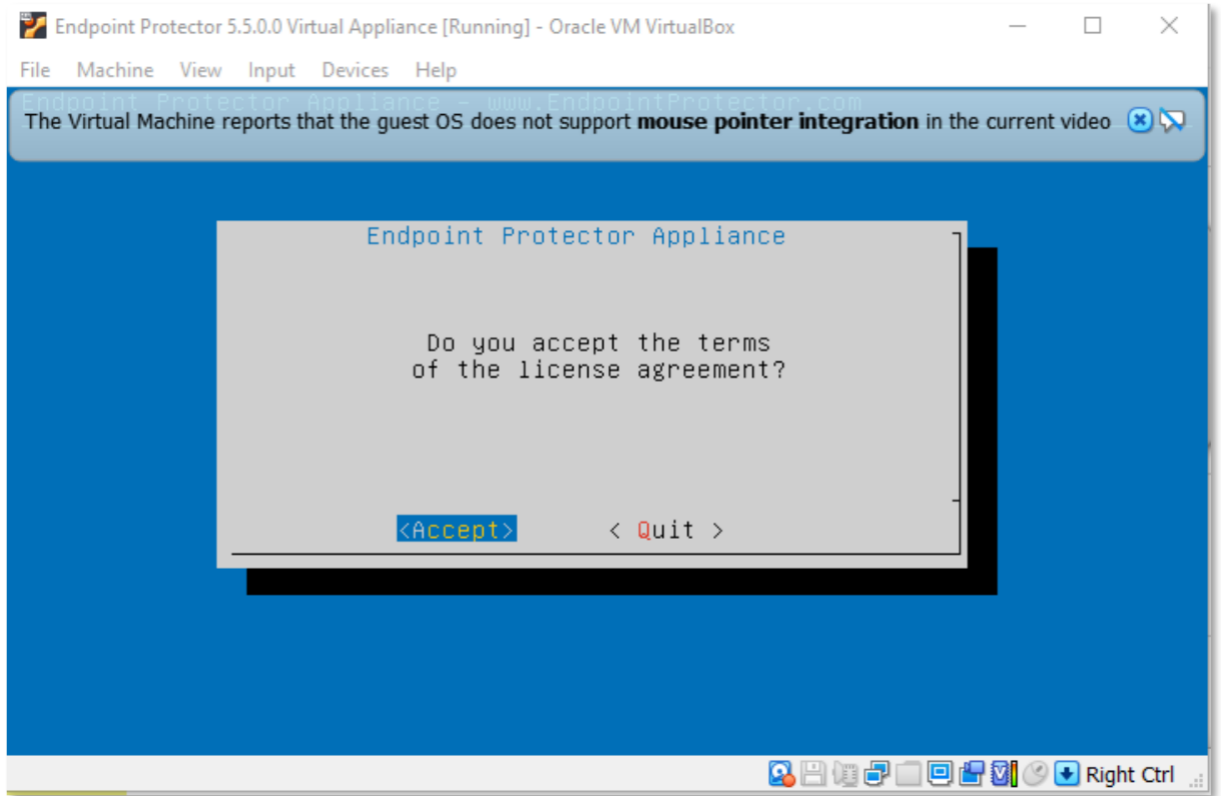 Endpoint Protector 5.5.0.0 Virtual Appliance [Running] - Oracle VM VirtualBox
File Machine View Input Devices Help
Endpoint Protector Appliance - www.EndpointProtector.com
The Virtual Machine reports that the guest OS does not support mouse pointer integration in the current video
Endpoint Protector Appliance
Do you accept the terms
of the license agreement?
<Accept> < Quit >
Right Ctrl